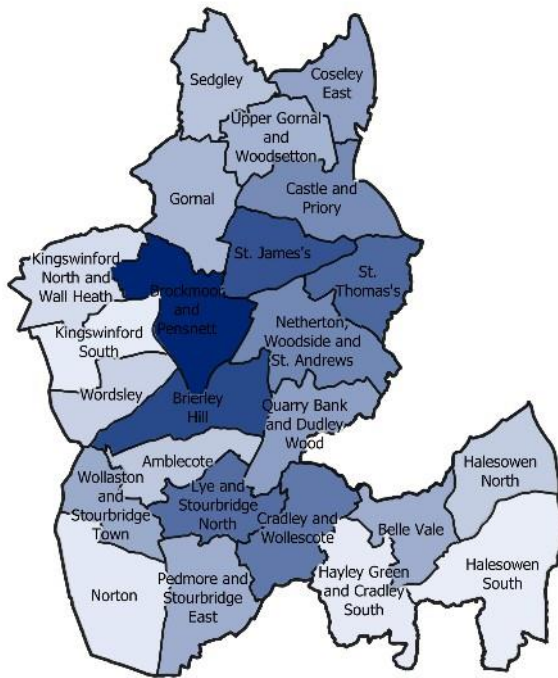 Sedgley
Coseley
East
Upper Gornal
and
Woodsetton
Gornal
Castle and
Priory
St. James's
Kingswinford
North and
Wall Heath
St.
Thomas's
Brockmoor
and
Pensnett
Kingswinford
South
Netherton,
Woodside and
St. Andrews
Wordsley
Brierley
Hill
Quarry Bank
and Dudley
Wood
Amblecote
Wollaston
and
Stourbridge
Town
Lye and
Stourbridge
North
Cradley and
Wollescote
Halesowen
North
Belle Vale
Norton
Pedmore and
Stourbridge
East
Hayley Green
and Cradley
South
Halesowen
South